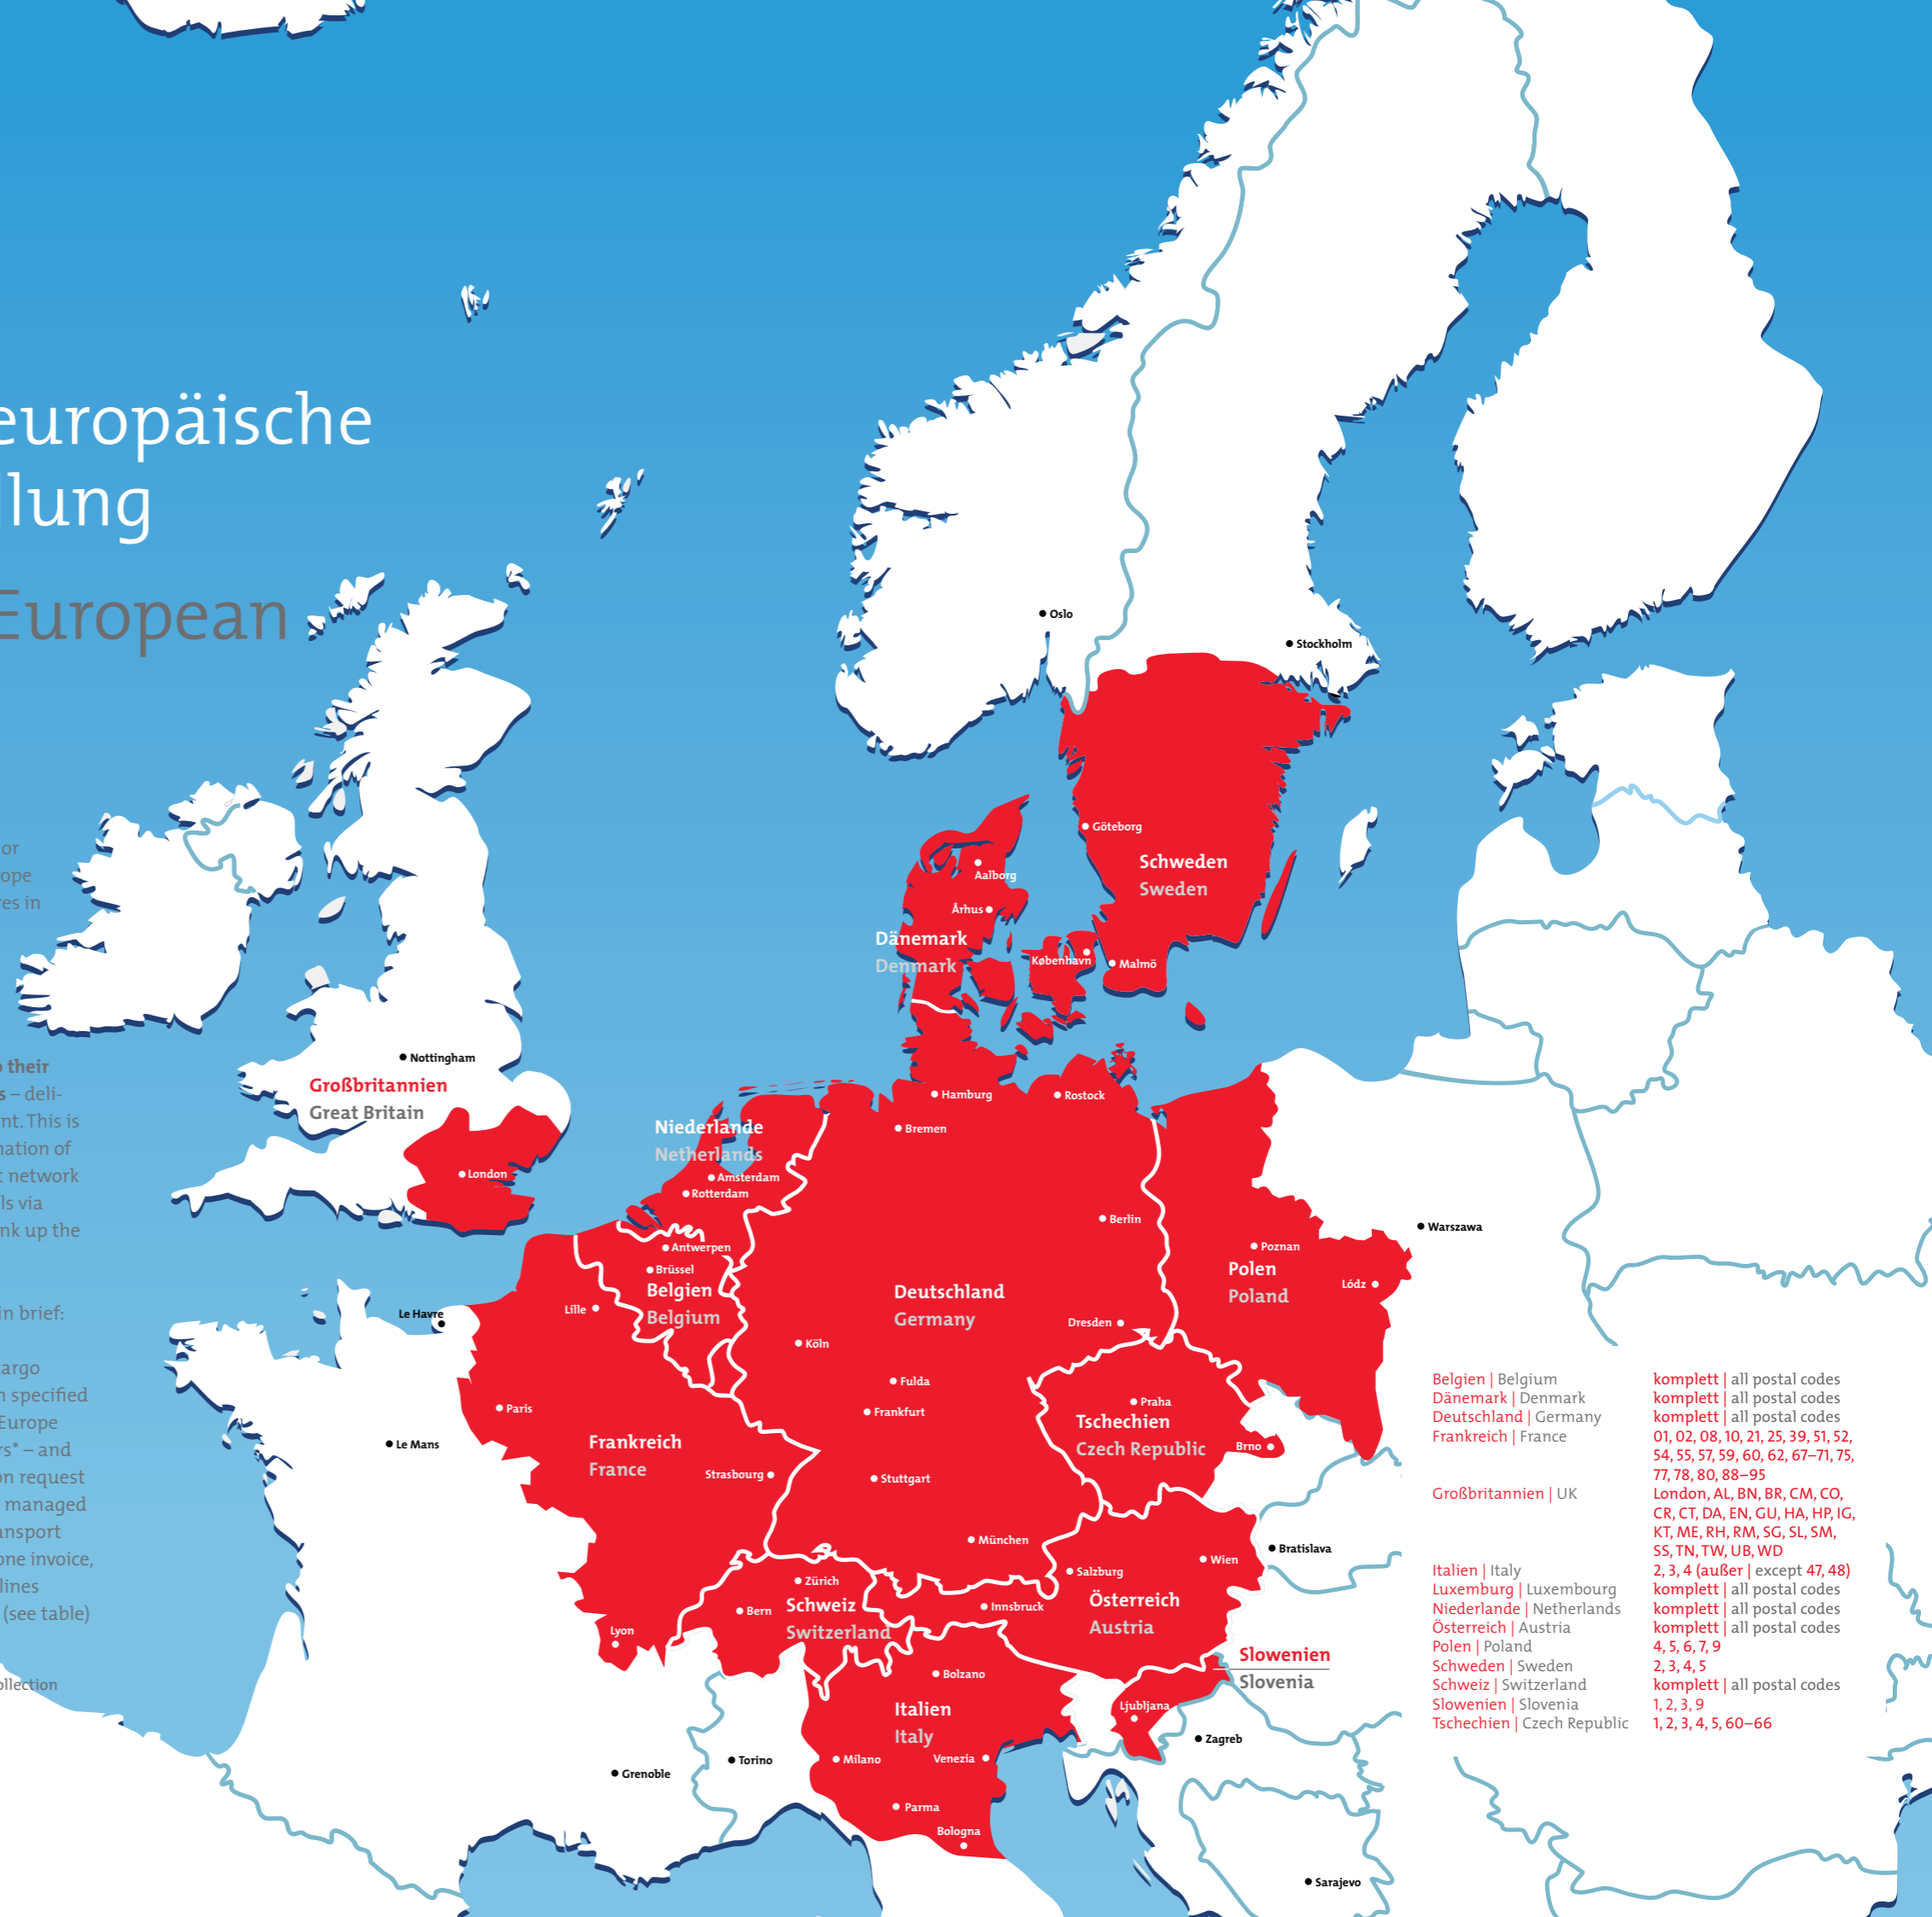 europäische
llung
European
or
ope
res in
their
s – deli-
nt. This is
nation of
t network
ls via
nk up the
in brief:
argo
n specified
Europe
rs* – and
on request
managed
ansport
one invoice,
lines
(see table)
ollection
Oslo
Stockholm
Göteborg
Schweden
Sweden
Aalborg
Århus
Dänemark
Denmark
København
Malmö
Nottingham
Großbritannien
Great Britain
London
Hamburg
Rostock
Bremen
Niederlande
Netherlands
Amsterdam
Rotterdam
Berlin
Warszawa
Antwerpen
Brüssel
Belgien
Belgium
Lille
Le Havre
Poznan
Polen
Poland
Lódz
Deutschland
Germany
Dresden
Köln
Fulda
Frankfurt
Paris
Le Mans
Frankreich
France
Strasbourg
Stuttgart
Praha
Tschechien
Czech Republic
Brno
München
Salzburg
Wien
Bratislava
Zürich
Bern
Schweiz
Switzerland
Innsbruck
Österreich
Austria
Lyon
Slowenien
Slovenia
Bolzano
Italien
Italy
Ljubljana
Zagreb
Torino
Grenoble
Milano
Venezia
Parma
Bologna
Sarajevo
Belgien | Belgium komplett | all postal codes
Dänemark | Denmark komplett | all postal codes
Deutschland | Germany komplett | all postal codes
Frankreich | France 01, 02, 08, 10, 21, 25, 39, 51, 52,
54, 55, 57, 59, 60, 62, 67–71, 75,
77, 78, 80, 88–95
Großbritannien | UK London, AL, BN, BR, CM, CO,
CR, CT, DA, EN, GU, HA, HP, IG,
KT, ME, RH, RM, SG, SL, SM,
SS, TN, TW, UB, WD
Italien | Italy 2, 3, 4 (außer | except 47, 48)
Luxemburg | Luxembourg komplett | all postal codes
Niederlande | Netherlands komplett | all postal codes
Österreich | Austria komplett | all postal codes
Polen | Poland 4, 5, 6, 7, 9
Schweden | Sweden 2, 3, 4, 5
Schweiz | Switzerland komplett | all postal codes
Slowenien | Slovenia 1, 2, 3, 9
Tschechien | Czech Republic 1, 2, 3, 4, 5, 60–66